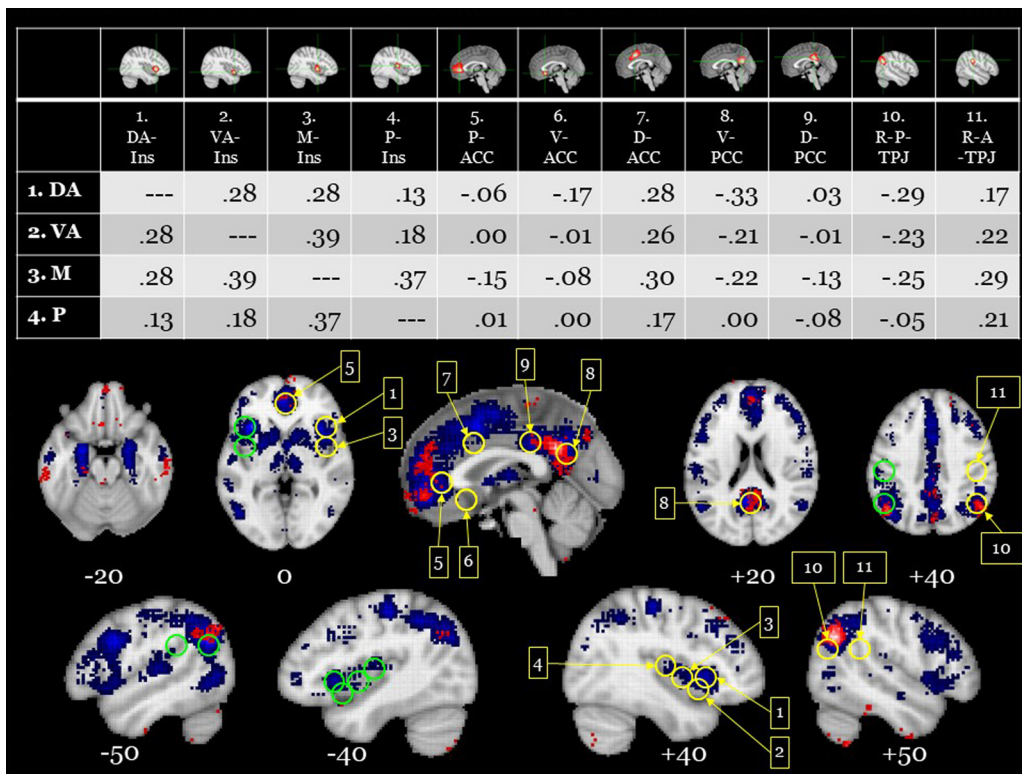 1. DA-Ins 2. VA-Ins 3. M-Ins 4. P-Ins 5. P-ACC 6. V-ACC 7. D-ACC 8. V-PCC 9. D-PCC 10. R-P-TPJ 11. R-A-TPJ
1. DA --- .28 .28 .13 -.06 -.17 .28 -.33 .03 -.29 .17
2. VA .28 --- .39 .18 .00 -.01 .26 -.21 -.01 -.23 .22
3. M .28 .39 --- .37 -.15 -.08 .30 -.22 -.13 -.25 .29
4. P .13 .18 .37 --- .01 .00 .17 .00 -.08 -.05 .21
5 7 9 8 11
1
3
8
5 6 10
-20 0 +20 +40
10 11
3
4
1
2
-50 -40 +40 +50